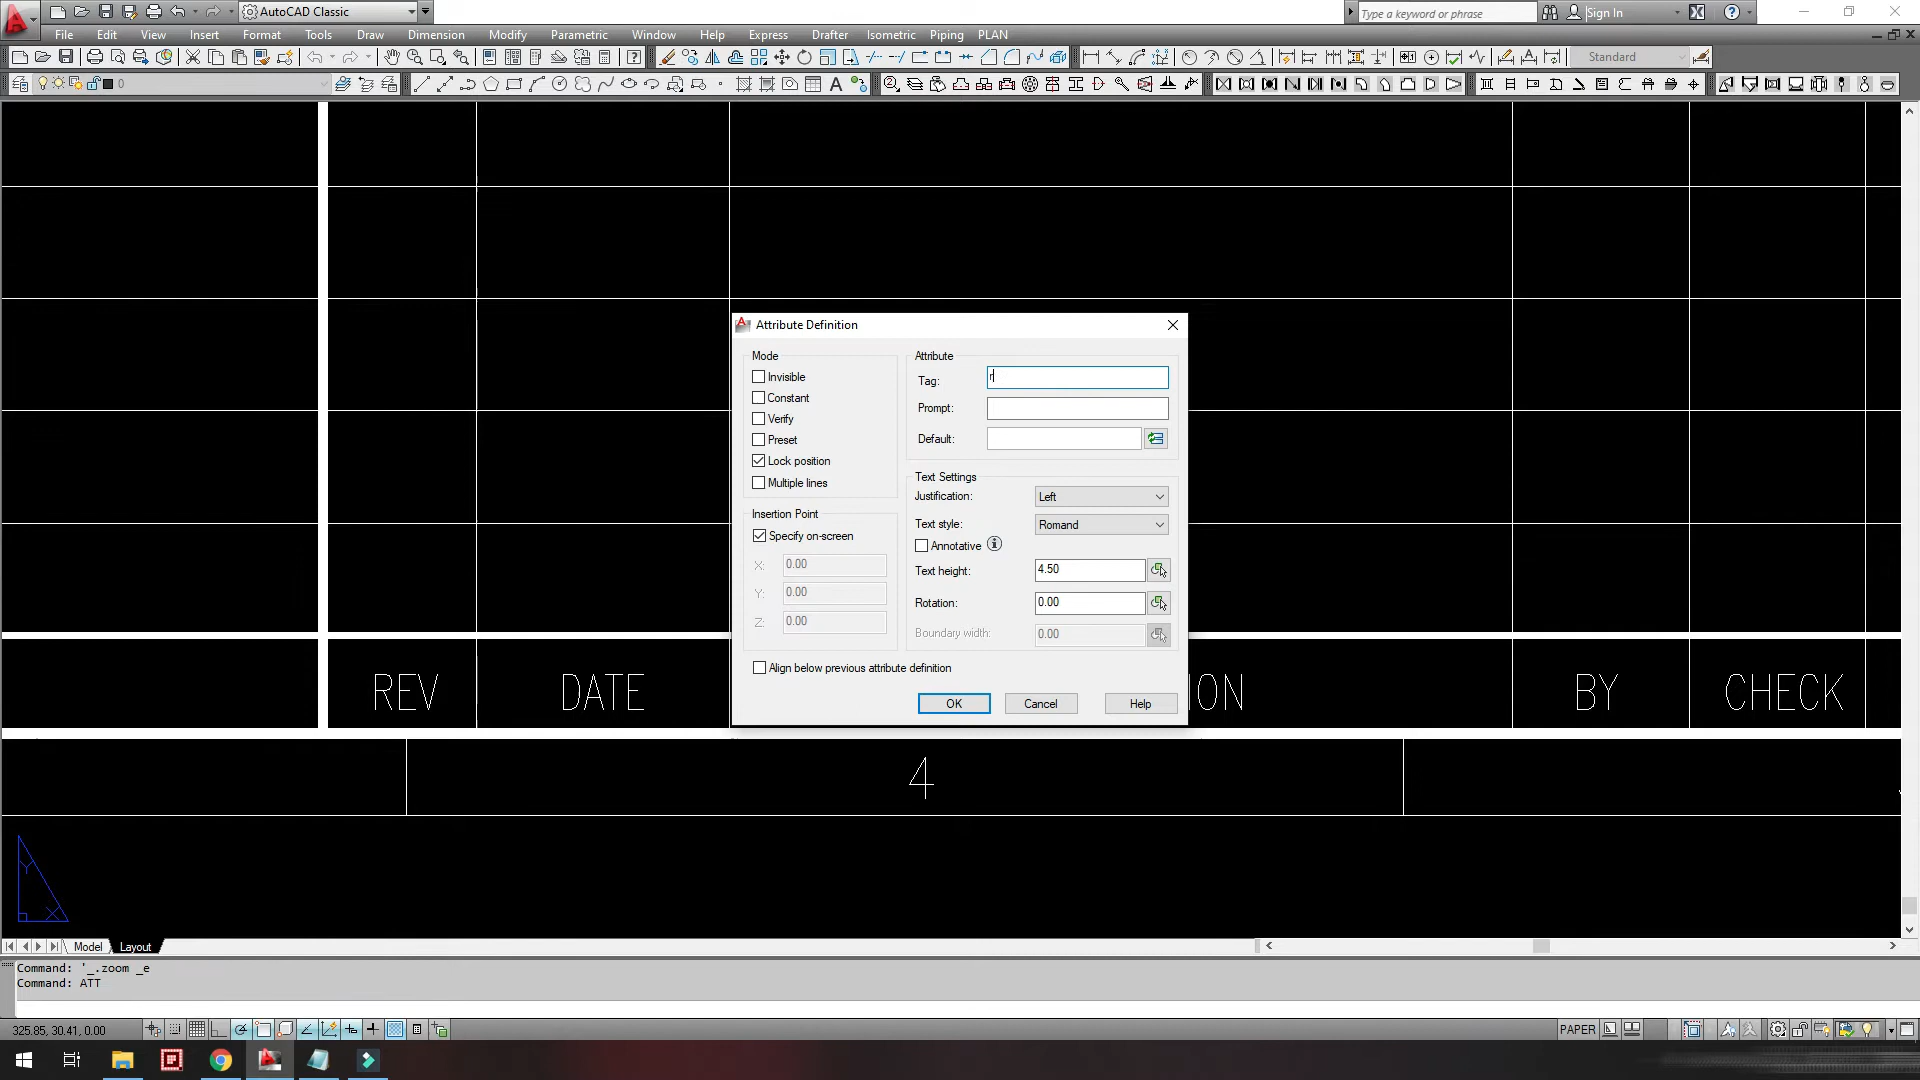 AutoCAD Classic
Type a keyword or phrase
Sign In
File Edit View Insert Format Tools Draw Dimension Modify Parametric Window Help Express Drafter Isometric Piping PLAN
Standard
0
Attribute Definition
Mode
Invisible
Constant
Verify
Preset
Lock position
Multiple lines
Insertion Point
Specify on-screen
X: 0.00
Y: 0.00
Z: 0.00
Align below previous attribute definition
Attribute
Tag: r
Prompt:
Default:
Text Settings
Justification: Left
Text style: Romand
Annotative
Text height: 4.50
Rotation: 0.00
Boundary width: 0.00
OK Cancel Help
REV DATE ION BY CHECK
4
Y
X
Model Layout
Command: '_.zoom _e
Command: ATT
325.85, 30.41, 0.00
PAPER